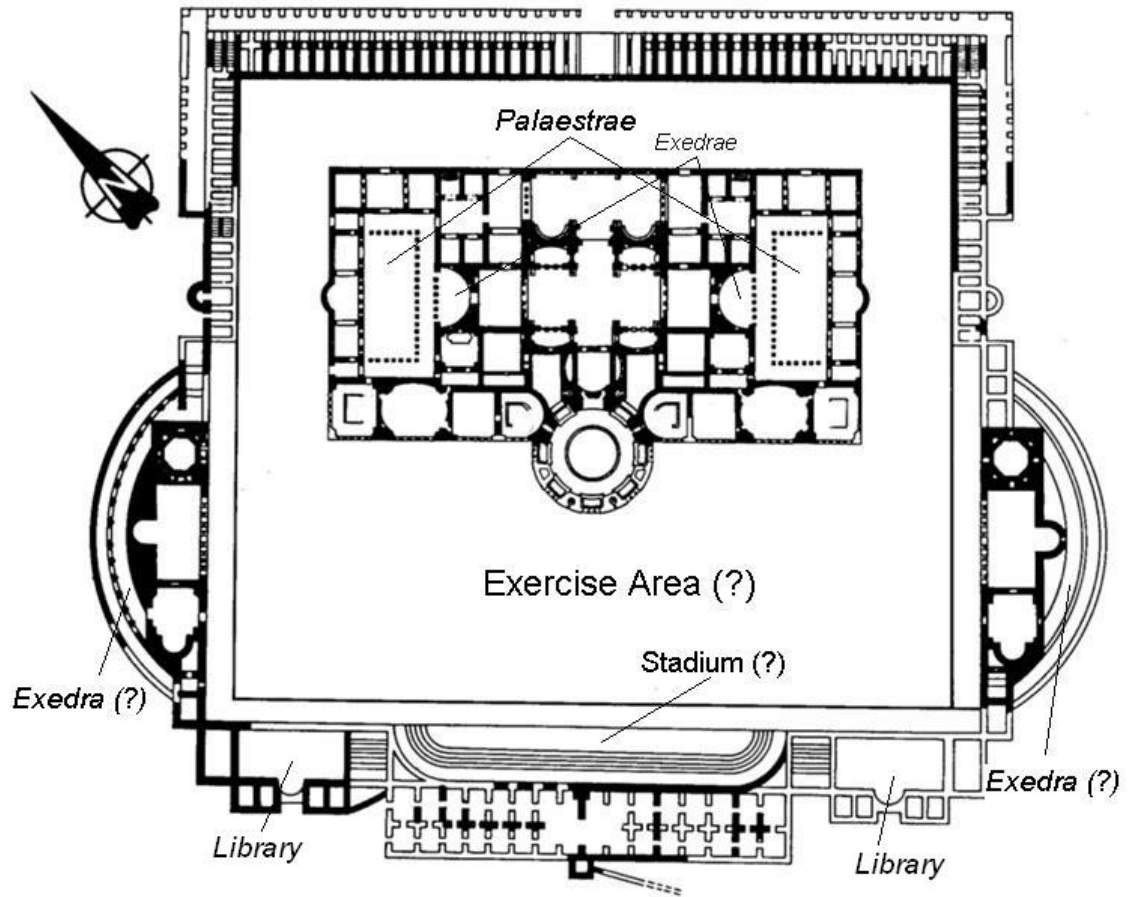 Palaestrae
Exedrae
N
Exercise Area (?)
Stadium (?)
Exedra (?)
Exedra (?)
Library
Library